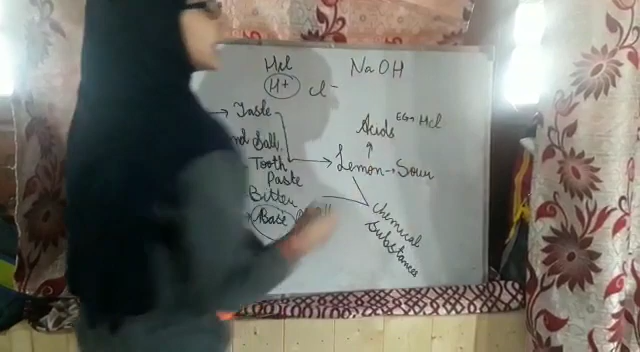 Hcl NaOH
H+ cl-
→ Taste
Acids EG→ Hcl
Tooth
Paste
Lemon → Sour
Bitter
Base
Chemical
Substances